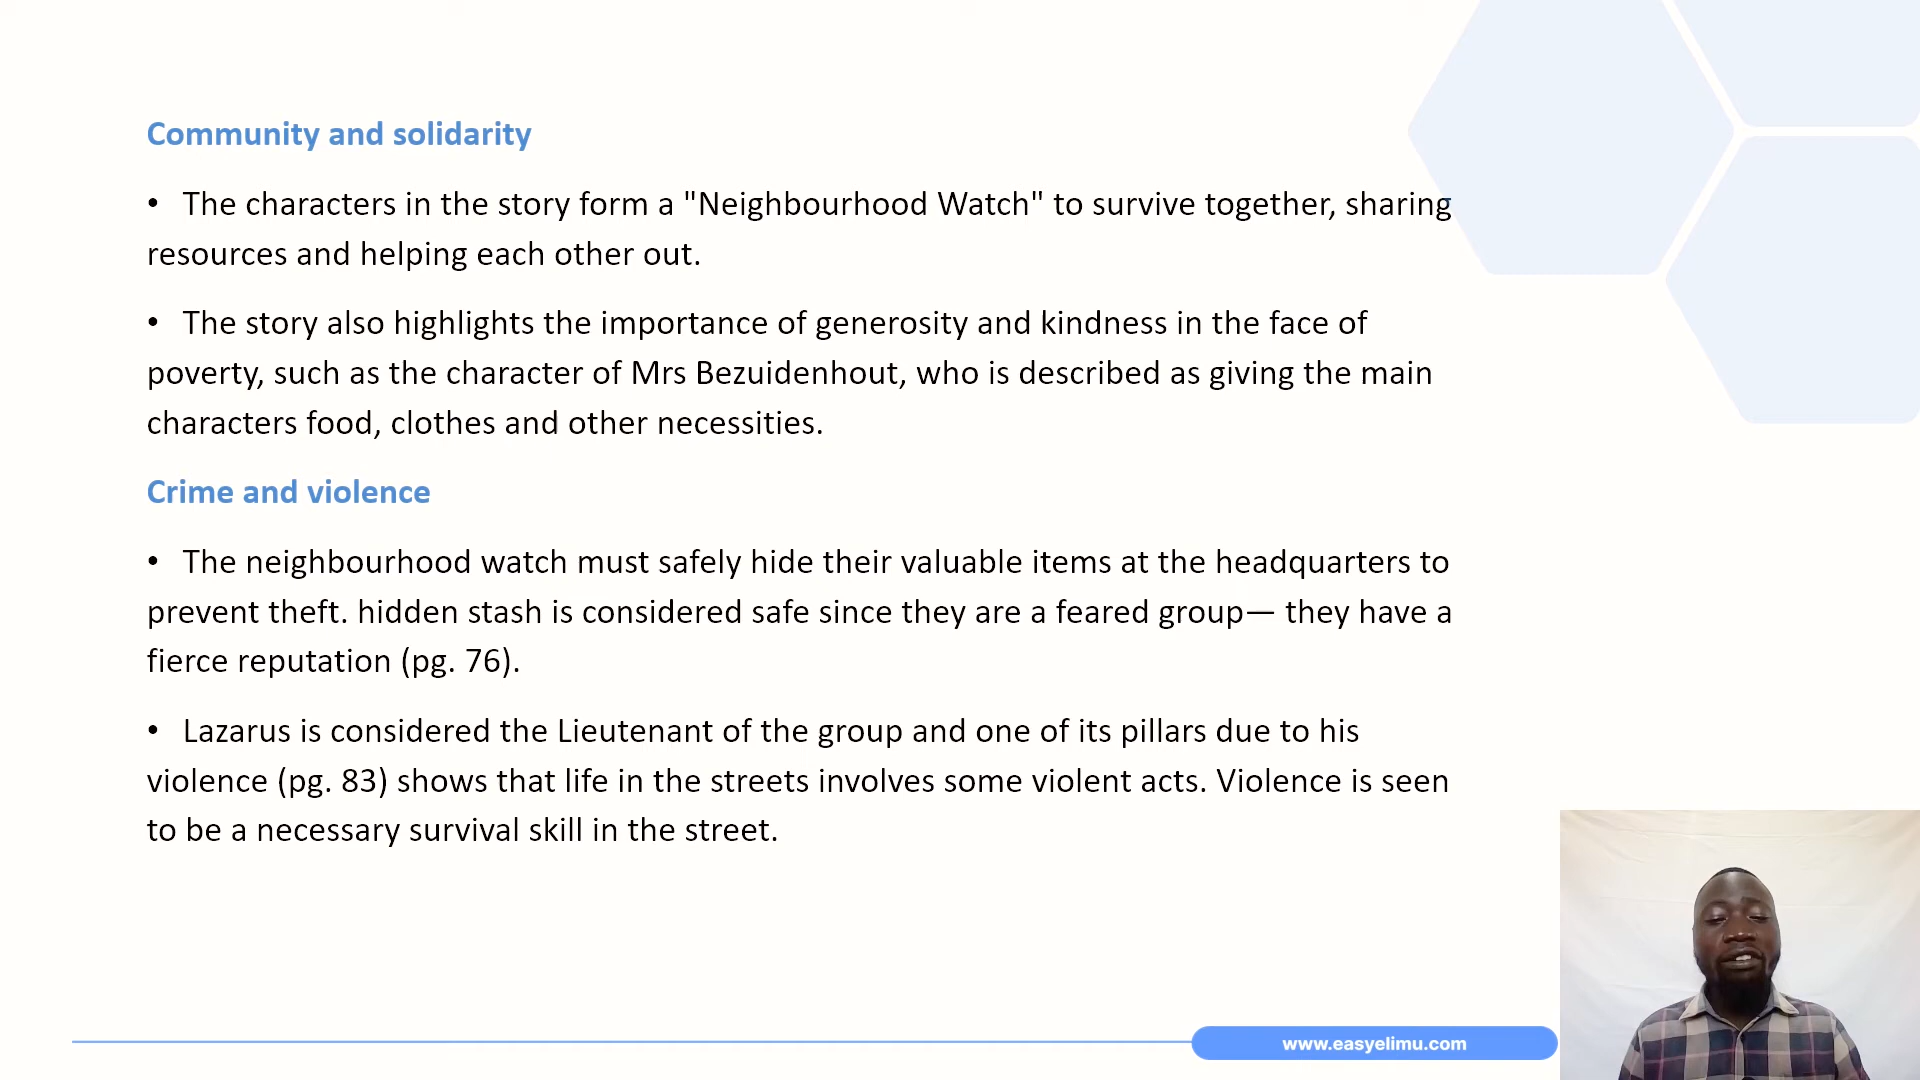 Community and solidarity
• The characters in the story form a "Neighbourhood Watch" to survive together, sharing
resources and helping each other out.
• The story also highlights the importance of generosity and kindness in the face of
poverty, such as the character of Mrs Bezuidenhout, who is described as giving the main
characters food, clothes and other necessities.
Crime and violence
• The neighbourhood watch must safely hide their valuable items at the headquarters to
prevent theft. hidden stash is considered safe since they are a feared group— they have a
fierce reputation (pg. 76).
• Lazarus is considered the Lieutenant of the group and one of its pillars due to his
violence (pg. 83) shows that life in the streets involves some violent acts. Violence is seen
to be a necessary survival skill in the street.
www.easyelimu.com